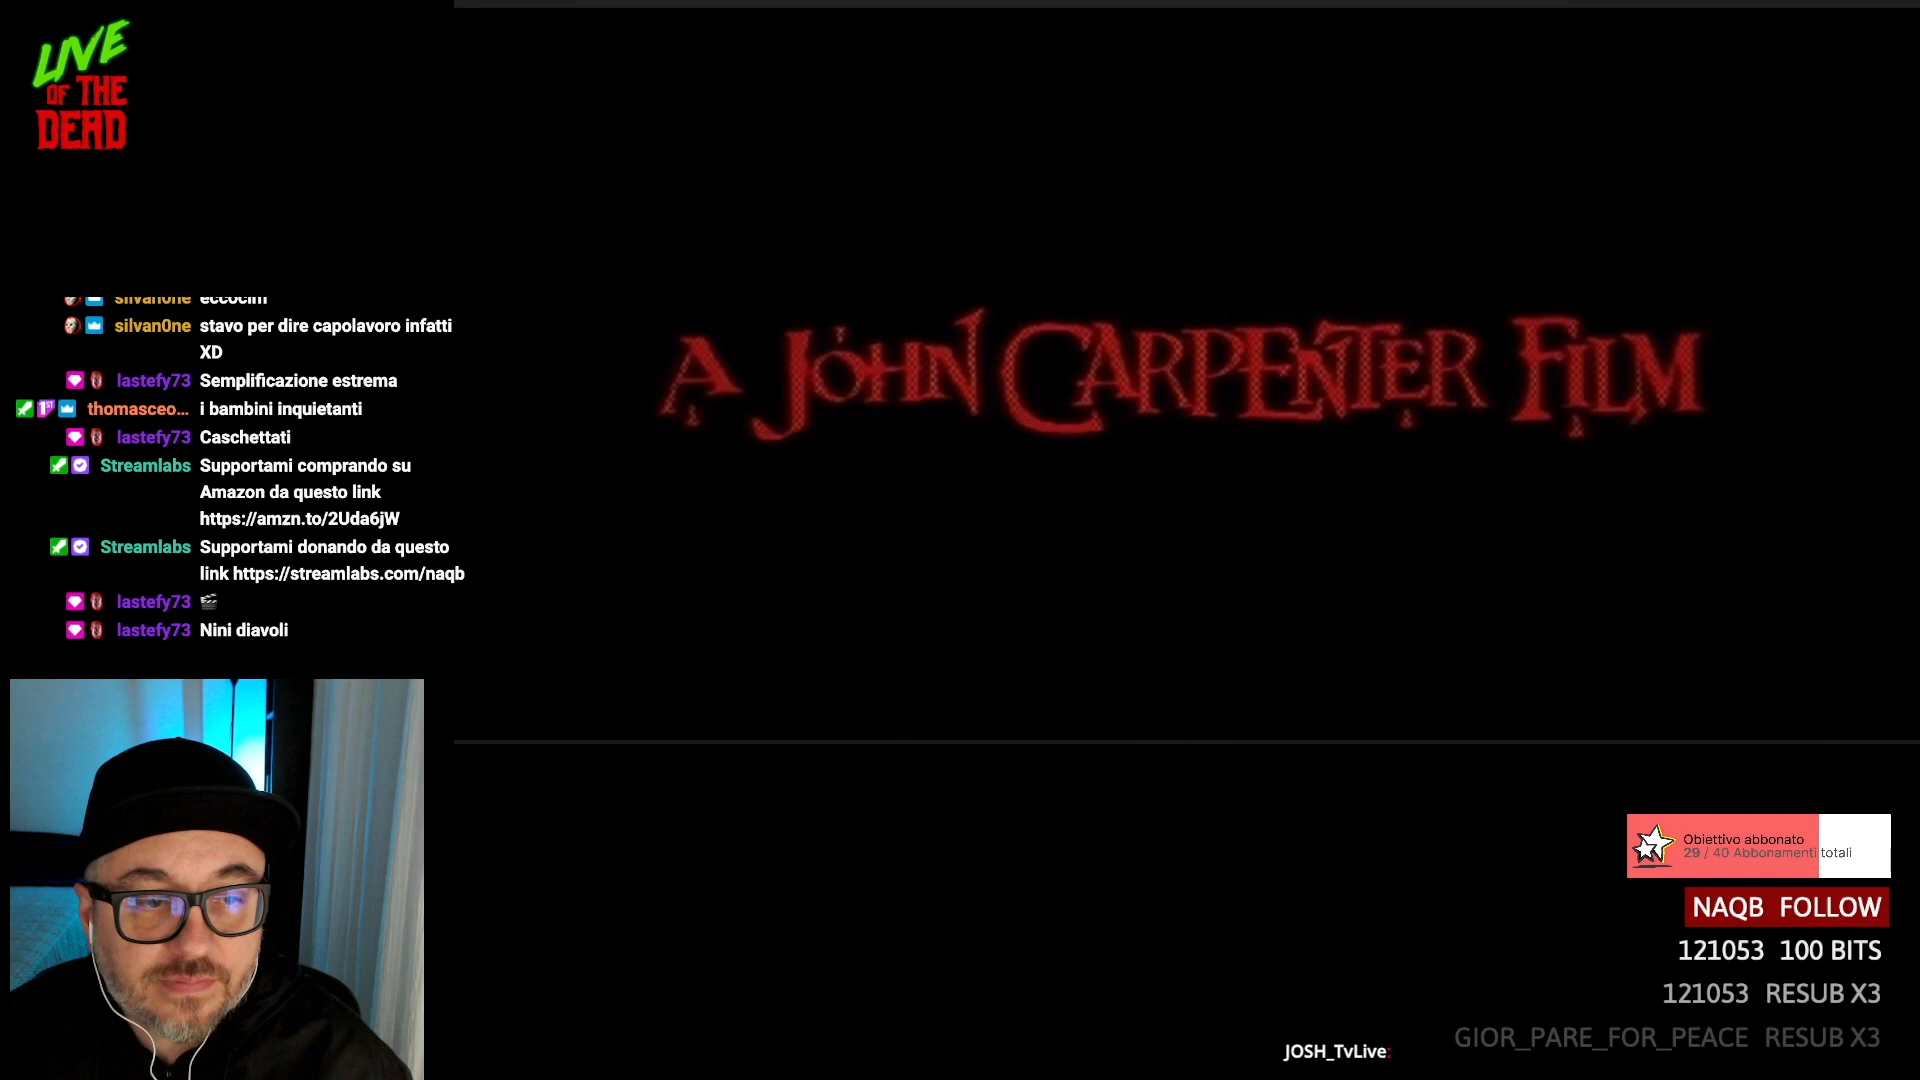 LIVE
OF THE
DEAD
A JOHN CARPENTER FILM
silvan0ne eccocim
silvan0ne stavo per dire capolavoro infatti
XD
lastefy73 Semplificazione estrema
thomasceo... i bambini inquietanti
lastefy73 Caschettati
Streamlabs Supportami comprando su
Amazon da questo link
https://amzn.to/2Uda6jW
Streamlabs Supportami donando da questo
link https://streamlabs.com/naqb
lastefy73
lastefy73 Nini diavoli
Obiettivo abbonato
29 / 40 Abbonamenti totali
NAQB FOLLOW
121053 100 BITS
121053 RESUB X3
GIOR_PARE_FOR_PEACE RESUB X3
JOSH_TvLive: